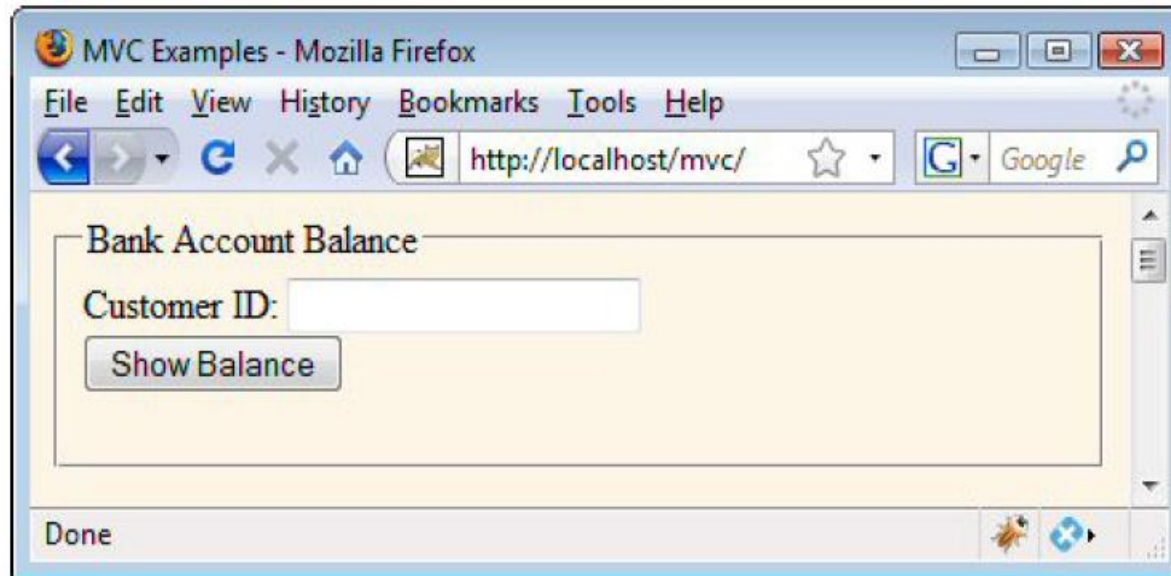 MVC Examples - Mozilla Firefox
File Edit View History Bookmarks Tools Help
http://localhost/mvc/ G Google
Bank Account Balance
Customer ID:
Show Balance
Done